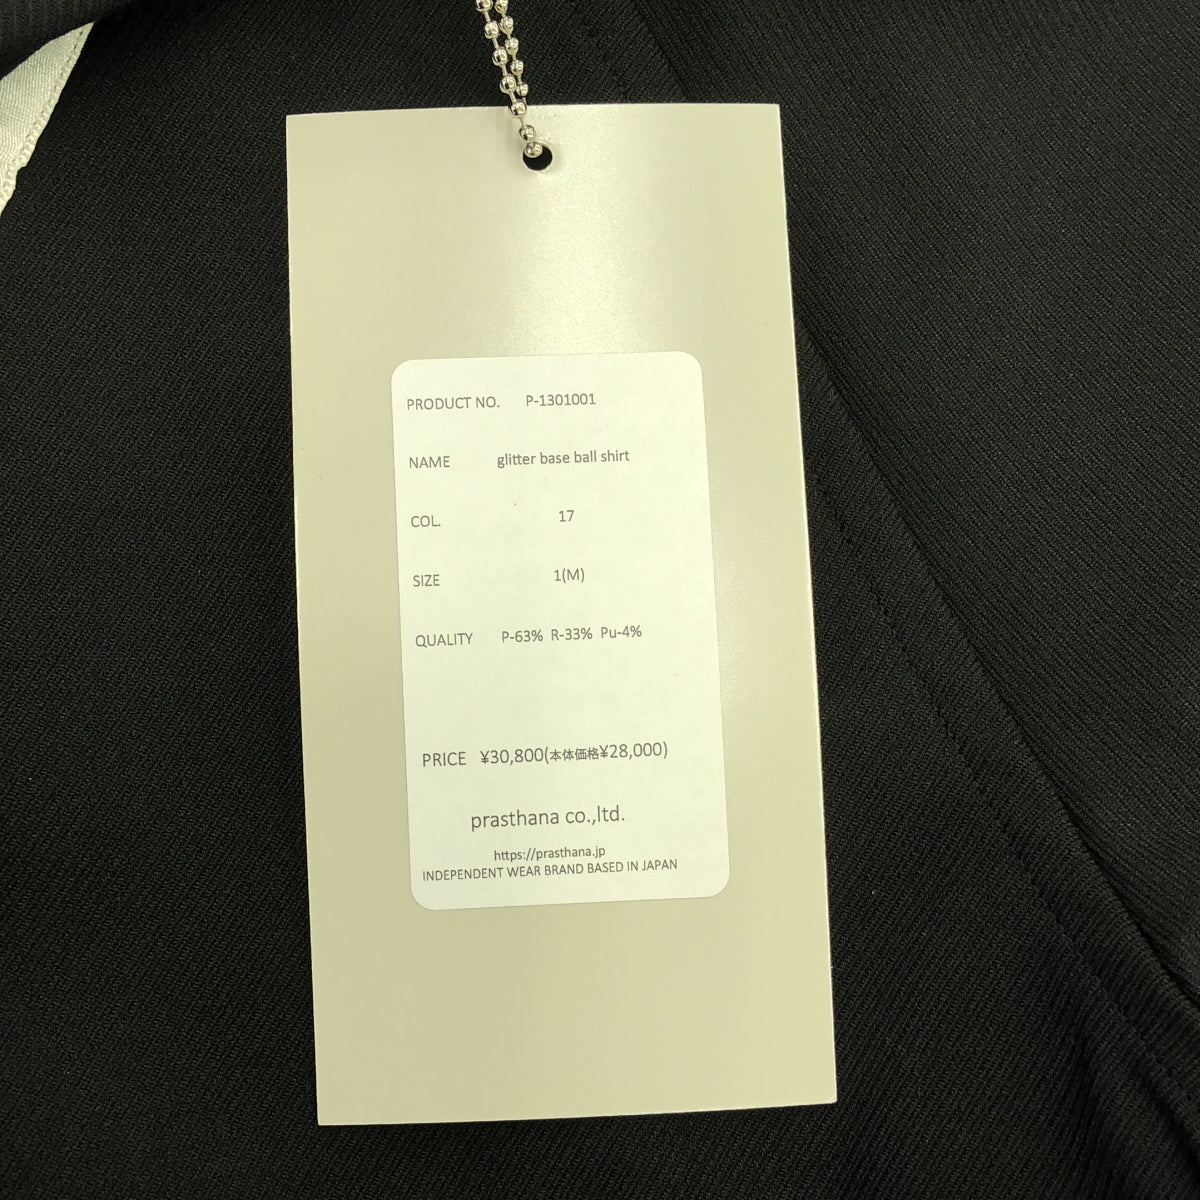 PRODUCT NO. P-1301001
NAME glitter base ball shirt
COL. 17
SIZE 1(M)
QUALITY P-63% R-33% Pu-4%
PRICE ¥30,800(本体価格¥28,000)
prasthana co.,ltd.
https://prasthana.jp
INDEPENDENT WEAR BRAND BASED IN JAPAN